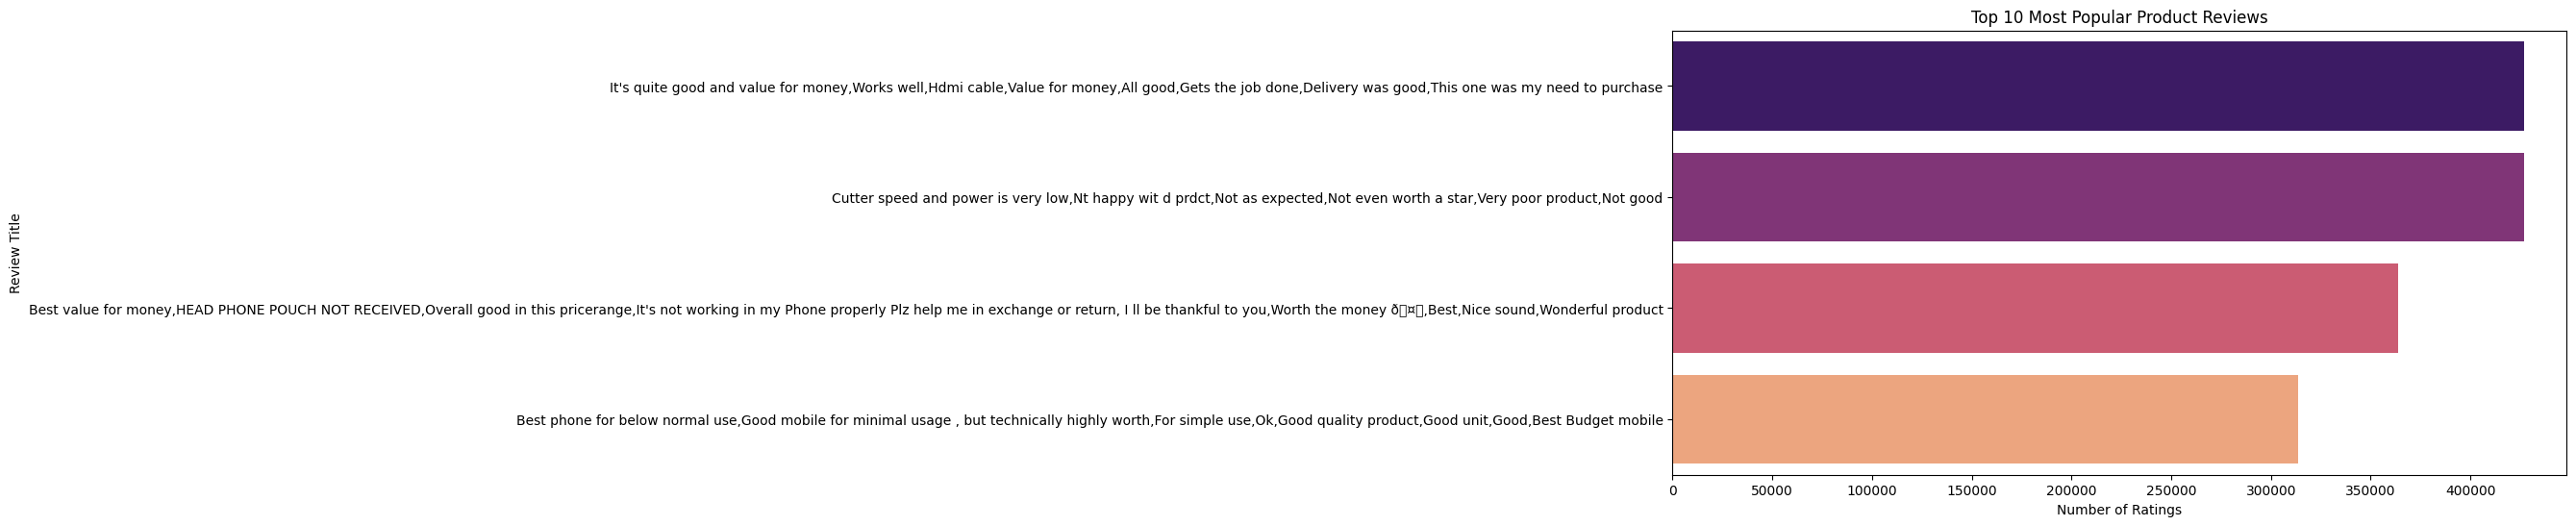 Top 10 Most Popular Product Reviews
Review Title
It's quite good and value for money,Works well,Hdmi cable,Value for money,All good,Gets the job done,Delivery was good,This one was my need to purchase
Cutter speed and power is very low,Nt happy wit d prdct,Not as expected,Not even worth a star,Very poor product,Not good
Best value for money,HEAD PHONE POUCH NOT RECEIVED,Overall good in this pricerange,It's not working in my Phone properly Plz help me in exchange or return, I ll be thankful to you,Worth the money ð▯¤▯,Best,Nice sound,Wonderful product
Best phone for below normal use,Good mobile for minimal usage , but technically highly worth,For simple use,Ok,Good quality product,Good unit,Good,Best Budget mobile
0 50000 100000 150000 200000 250000 300000 350000 400000
Number of Ratings